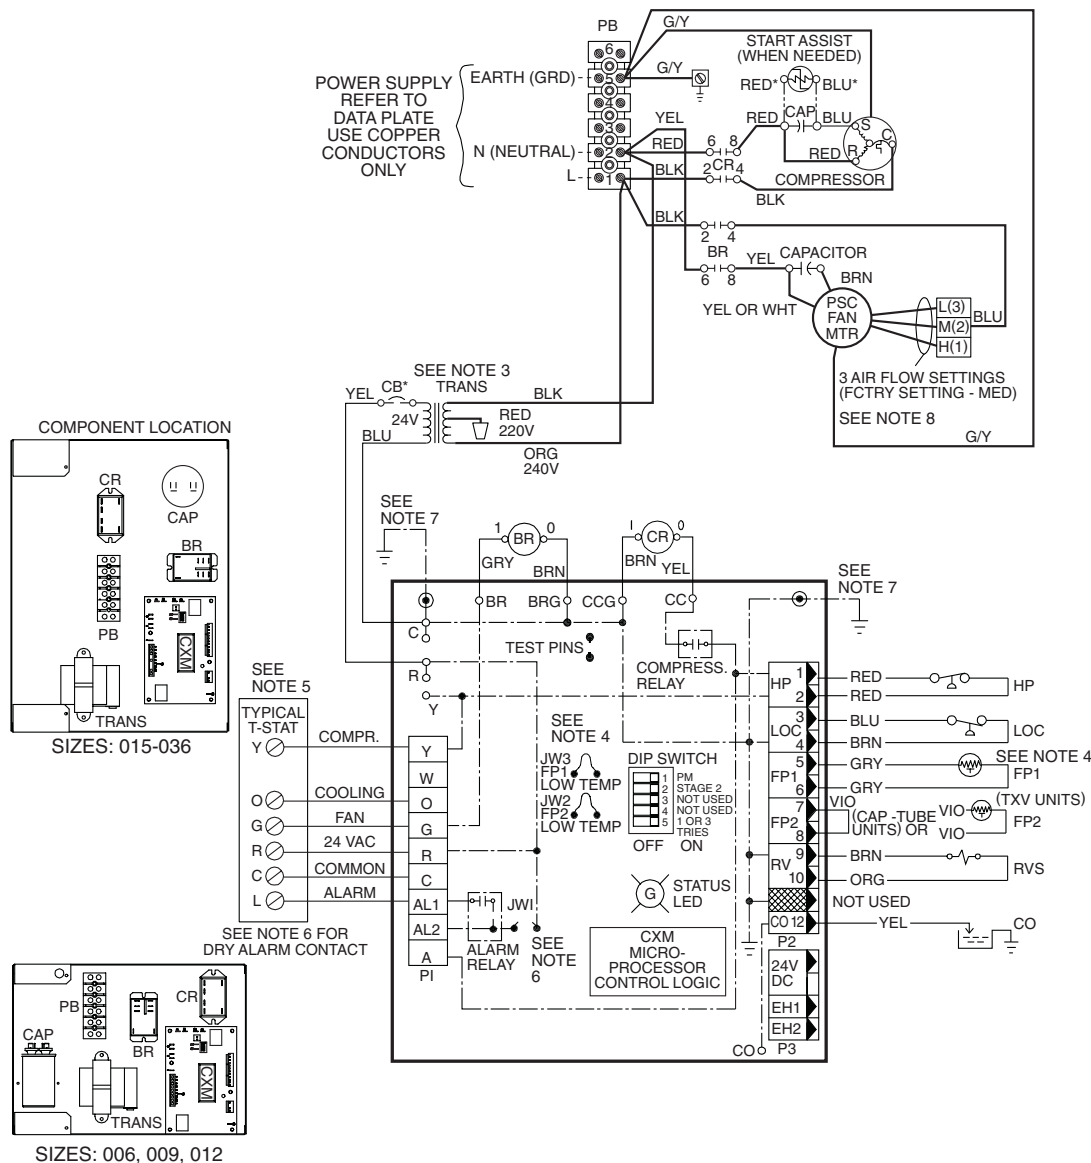 PB
G/Y
6
START ASSIST
(WHEN NEEDED)
G/Y
RED*
BLU*
POWER SUPPLY
REFER TO
DATA PLATE
USE COPPER
CONDUCTORS
ONLY
EARTH (GRD)
5
4
3
N (NEUTRAL)
2
L
1
YEL
RED
BLK
6 8
2 CR 4
RED
CAP
BLU
S
C
R
RED
COMPRESSOR
BLK
BLK
2 4
BR
6 8
YEL
CAPACITOR
BRN
YEL OR WHT
PSC
FAN
MTR
L(3)
M(2)
H(1)
BLU
3 AIR FLOW SETTINGS
(FCTRY SETTING - MED)
SEE NOTE 8
G/Y
SEE NOTE 3
TRANS
YEL
CB*
24V
BLU
BLK
RED
220V
ORG
240V
COMPONENT LOCATION
CR
CAP
BR
PB
CXM
TRANS
SIZES: 015-036
SEE
NOTE 7
1 BR 0
GRY
BRN
I CR 0
BRN
YEL
SEE
NOTE 7
BR
BRG
CCG
CC
C
TEST PINS
COMPRESS.
RELAY
R
Y
SEE
NOTE 5
TYPICAL
T-STAT
Y
COMPR.
O
COOLING
G
FAN
R
24 VAC
C
COMMON
L
ALARM
SEE NOTE 6 FOR
DRY ALARM CONTACT
Y
W
O
G
R
C
AL1
AL2
A
P1
SEE
NOTE 4
JW3
FP1
LOW TEMP
JW2
FP2
LOW TEMP
DIP SWITCH
1 PM
2 STAGE 2
3 NOT USED
4 NOT USED
5 1 OR 3
TRIES
OFF
ON
G
STATUS
LED
JWI
ALARM
RELAY
SEE
NOTE
6
CXM
MICRO-
PROCESSOR
CONTROL LOGIC
HP 1
2
LOC 3
4
FP1 5
6
FP2 7
8
RV 9
10
CO 12
P2
24V
DC
EH1
EH2
P3
CO
RED
RED
HP
BLU
BRN
LOC
GRY
GRY
SEE NOTE 4
FP1
VIO
(CAP -TUBE
UNITS) OR
VIO
VIO
(TXV UNITS)
FP2
BRN
ORG
RVS
NOT USED
YEL
CO
PB
CR
CAP
BR
CXM
TRANS
SIZES: 006, 009, 012